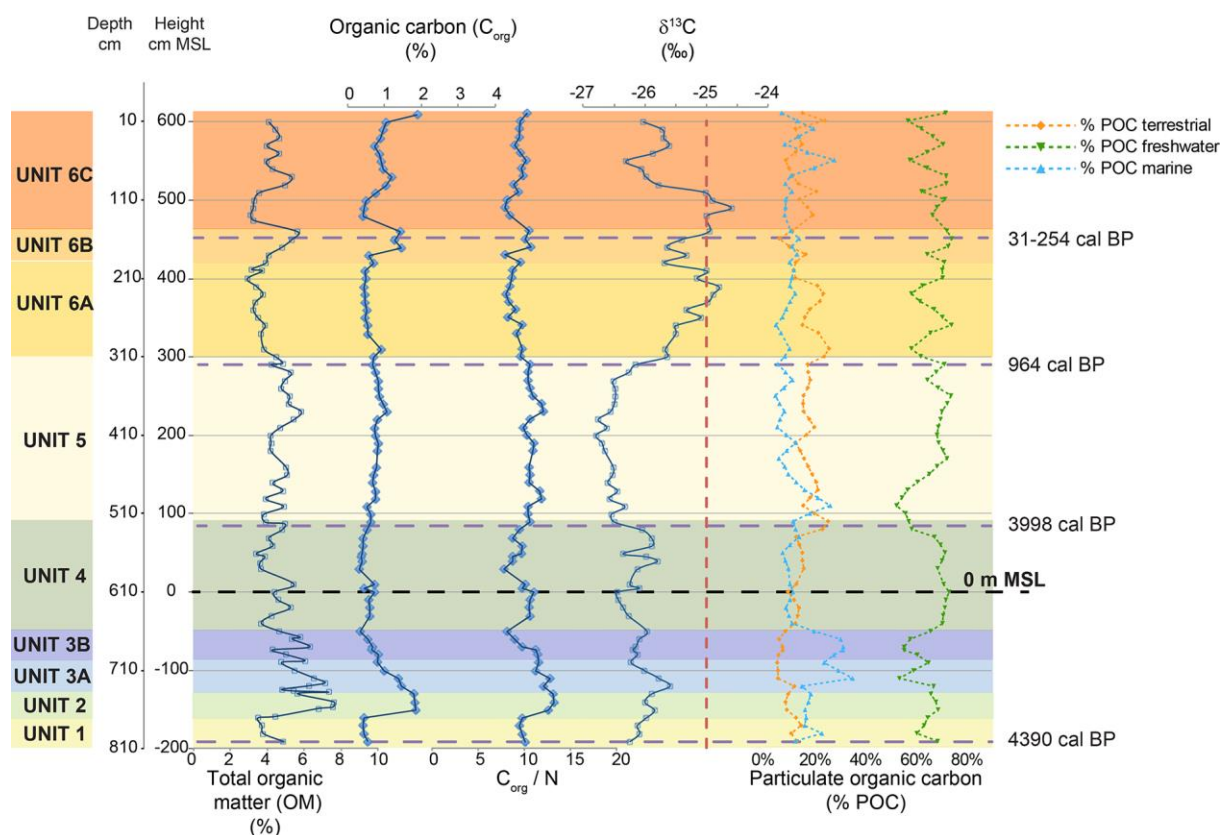 Depth
cm
Height
cm MSL
Organic carbon (Corg)
(%)
δ13C
(‰)
0 1 2 3 4
-27 -26 -25 -24
10 600
110 500
210 400
310 300
410 200
510 100
610 0
710 -100
810 -200
UNIT 6C
UNIT 6B
UNIT 6A
UNIT 5
UNIT 4
UNIT 3B
UNIT 3A
UNIT 2
UNIT 1
% POC terrestrial
% POC freshwater
% POC marine
31-254 cal BP
964 cal BP
3998 cal BP
0 m MSL
4390 cal BP
0 2 4 6 8 10
0 5 10 15 20
0% 20% 40% 60% 80%
Total organic
matter (OM)
(%)
Corg / N
Particulate organic carbon
(% POC)